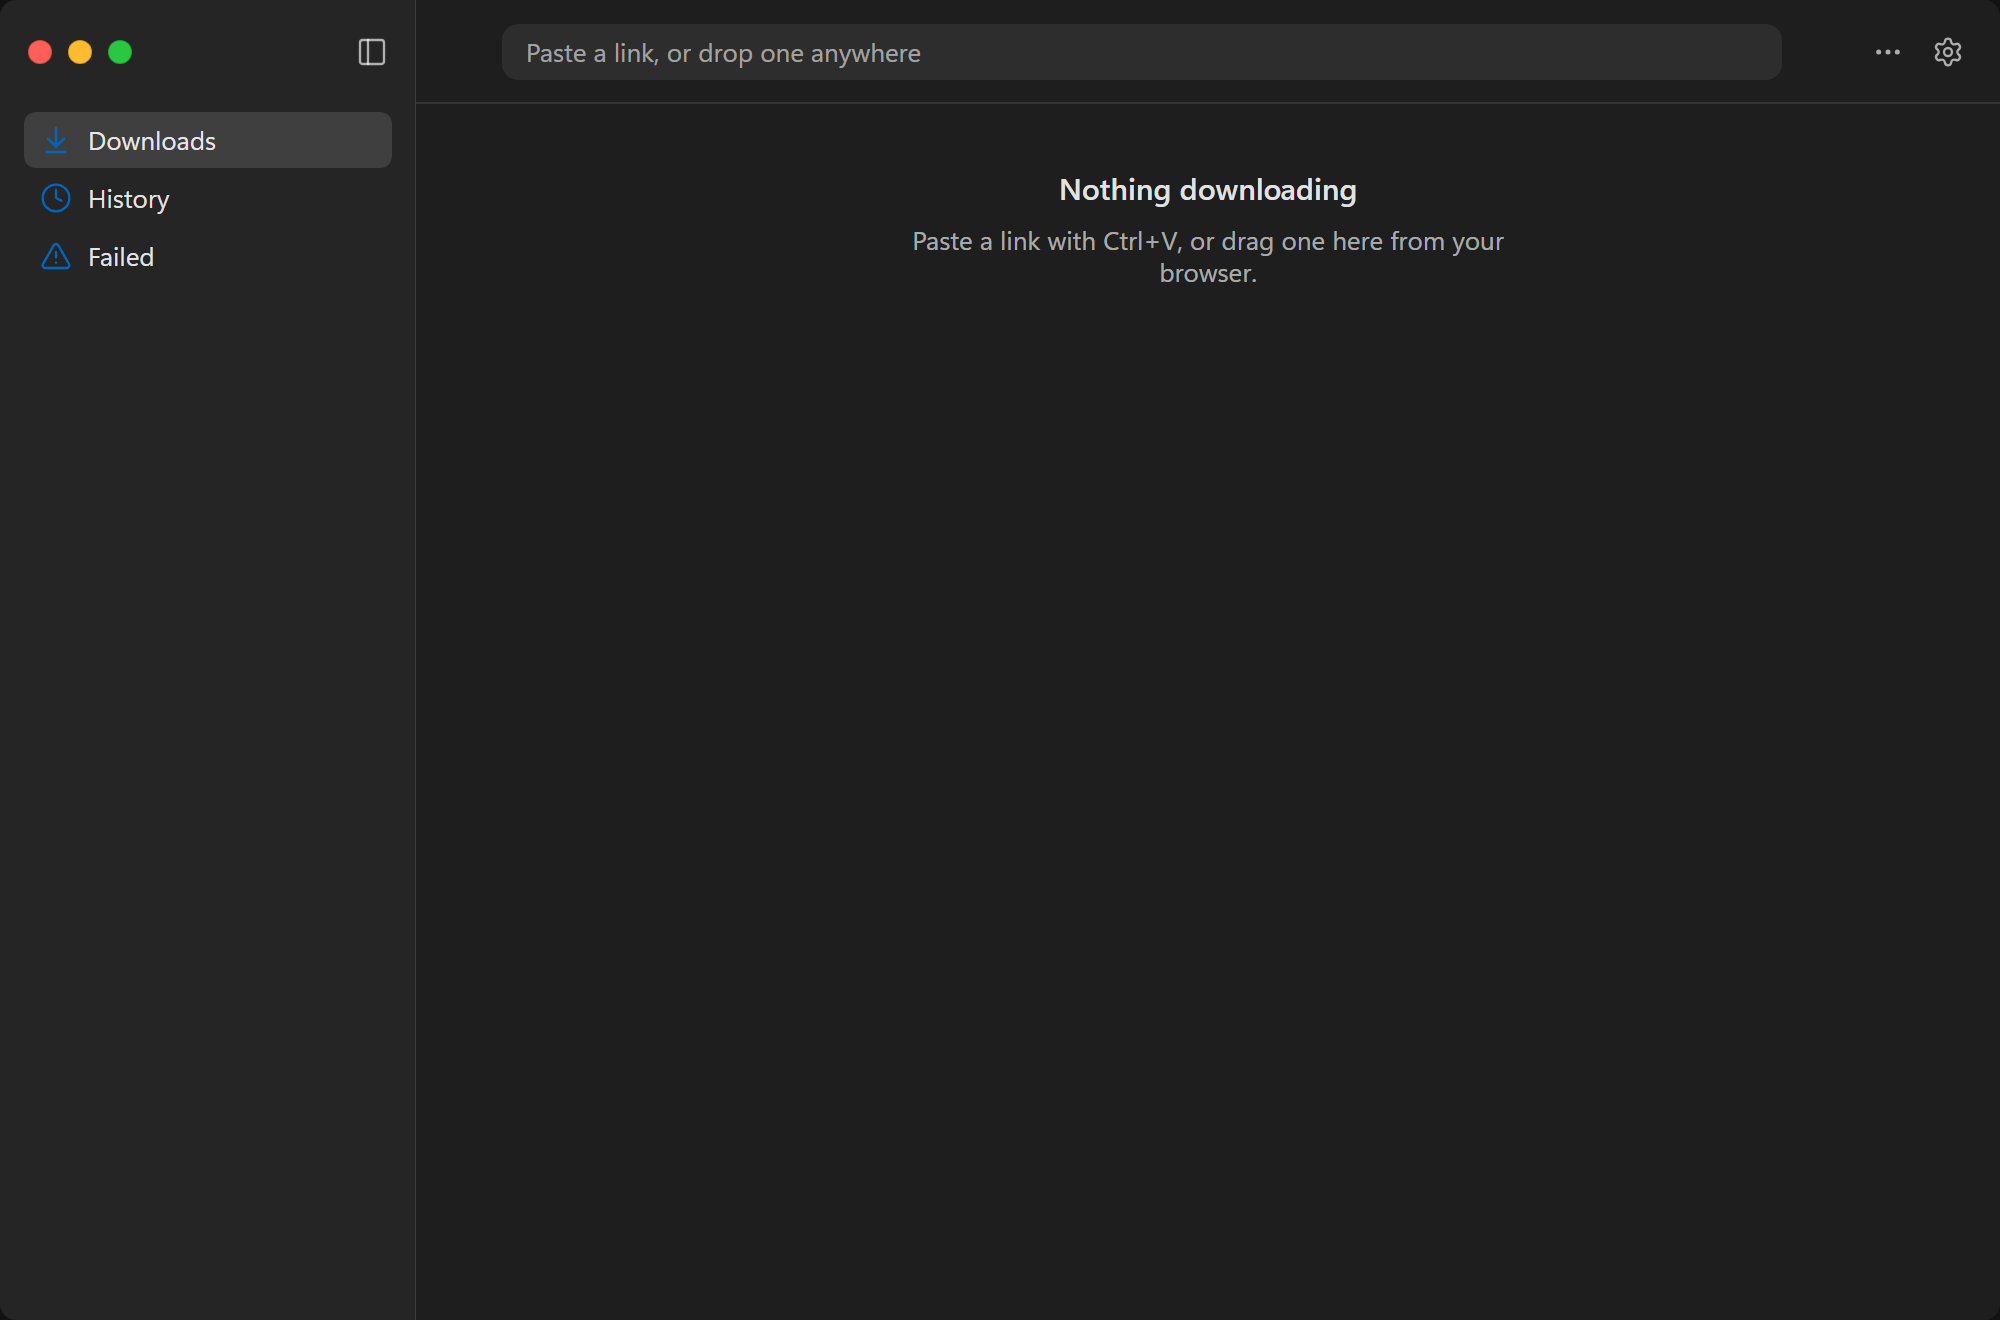 Paste a link, or drop one anywhere
Downloads
History
Failed
Nothing downloading
Paste a link with Ctrl+V, or drag one here from your
browser.